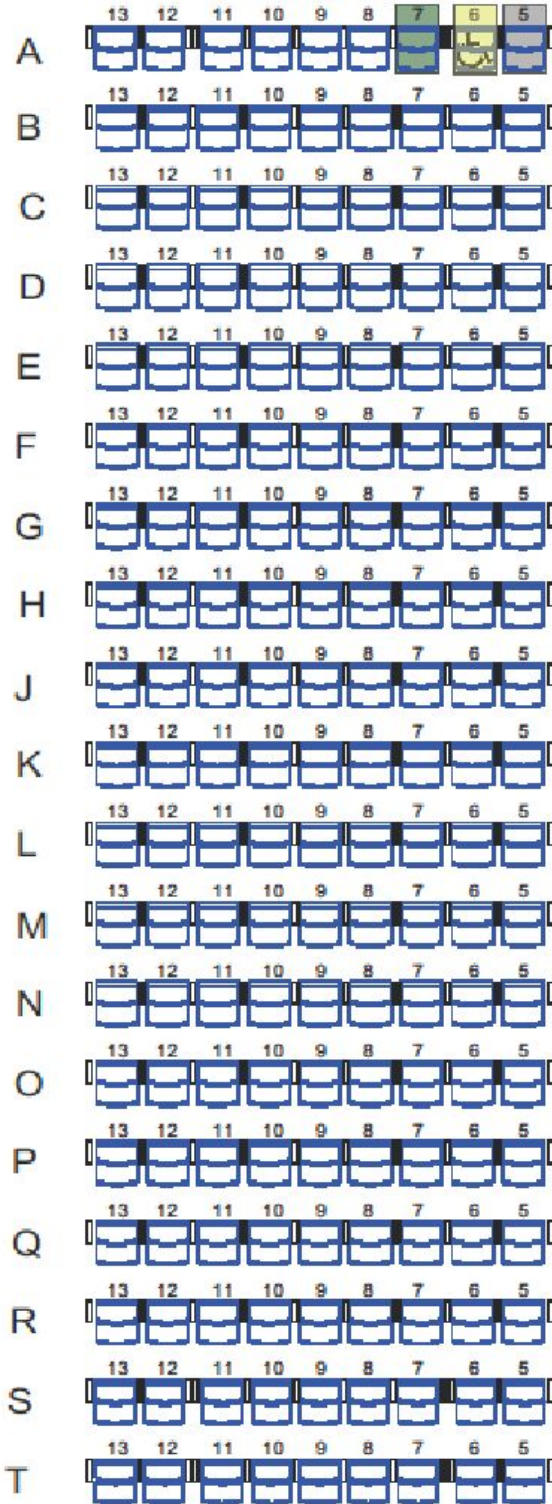 A 13 12 11 10 9 8 7 6 5
B 13 12 11 10 9 8 7 6 5
C 13 12 11 10 9 8 7 6 5
D 13 12 11 10 9 8 7 6 5
E 13 12 11 10 9 8 7 6 5
F 13 12 11 10 9 8 7 6 5
G 13 12 11 10 9 8 7 6 5
H 13 12 11 10 9 8 7 6 5
J 13 12 11 10 9 8 7 6 5
K 13 12 11 10 9 8 7 6 5
L 13 12 11 10 9 8 7 6 5
M 13 12 11 10 9 8 7 6 5
N 13 12 11 10 9 8 7 6 5
O 13 12 11 10 9 8 7 6 5
P 13 12 11 10 9 8 7 6 5
Q 13 12 11 10 9 8 7 6 5
R 13 12 11 10 9 8 7 6 5
S 13 12 11 10 9 8 7 6 5
T 13 12 11 10 9 8 7 6 5